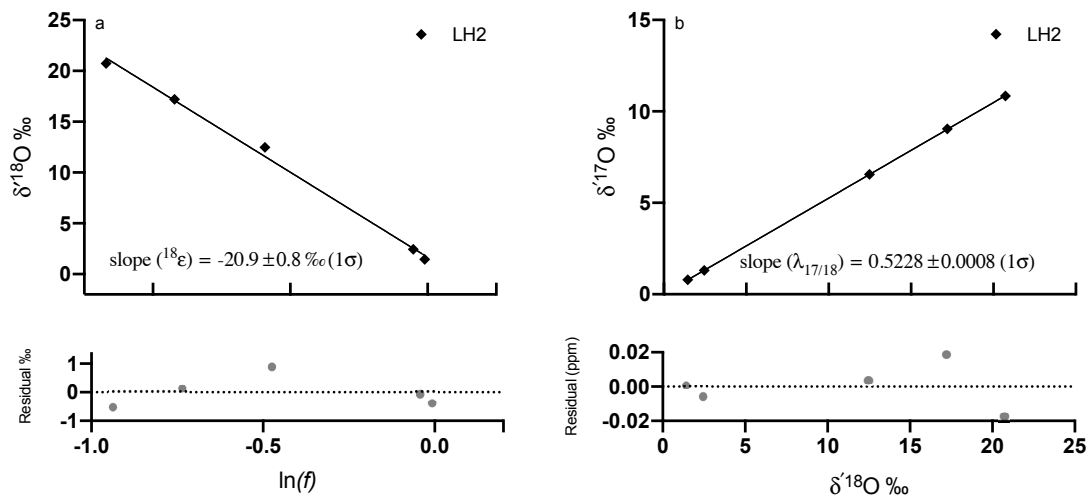 a
LH2
25
20
15
10
5
0
δ′¹⁸O ‰
slope (¹⁸ε) = -20.9 ±0.8 ‰ (1σ)
1
0
-1
Residual ‰
-1.0 -0.5 0.0
ln(f)
b
LH2
15
10
5
0
δ′¹⁷O ‰
slope (λ₁₇/₁₈) = 0.5228 ±0.0008 (1σ)
0.02
0.00
-0.02
Residual (ppm)
0 5 10 15 20 25
δ′¹⁸O ‰